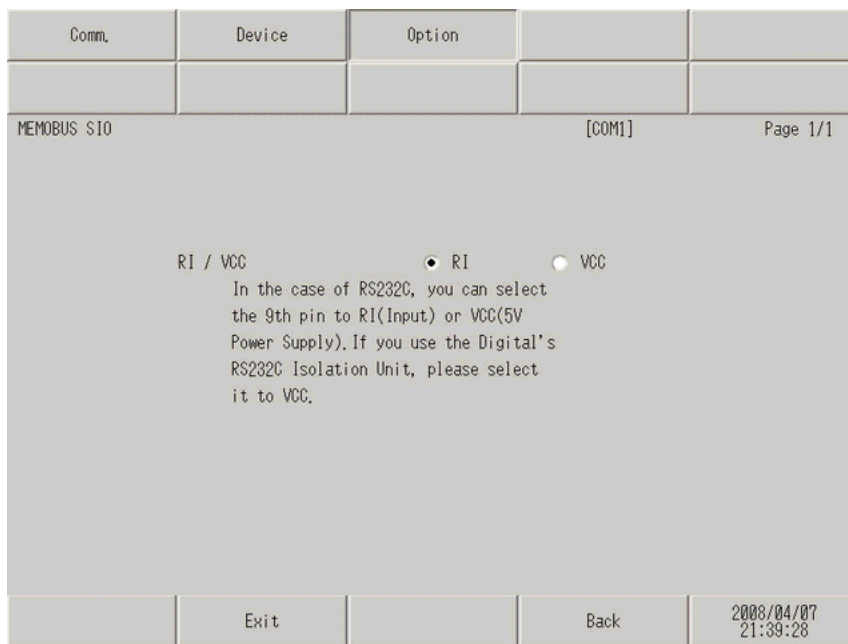 Comm. Device Option
MEMOBUS SIO [COM1] Page 1/1
RI / VCC RI VCC
In the case of RS232C, you can select
the 9th pin to RI(Input) or VCC(5V
Power Supply). If you use the Digital's
RS232C Isolation Unit, please select
it to VCC.
Exit Back 2008/04/07
21:39:28